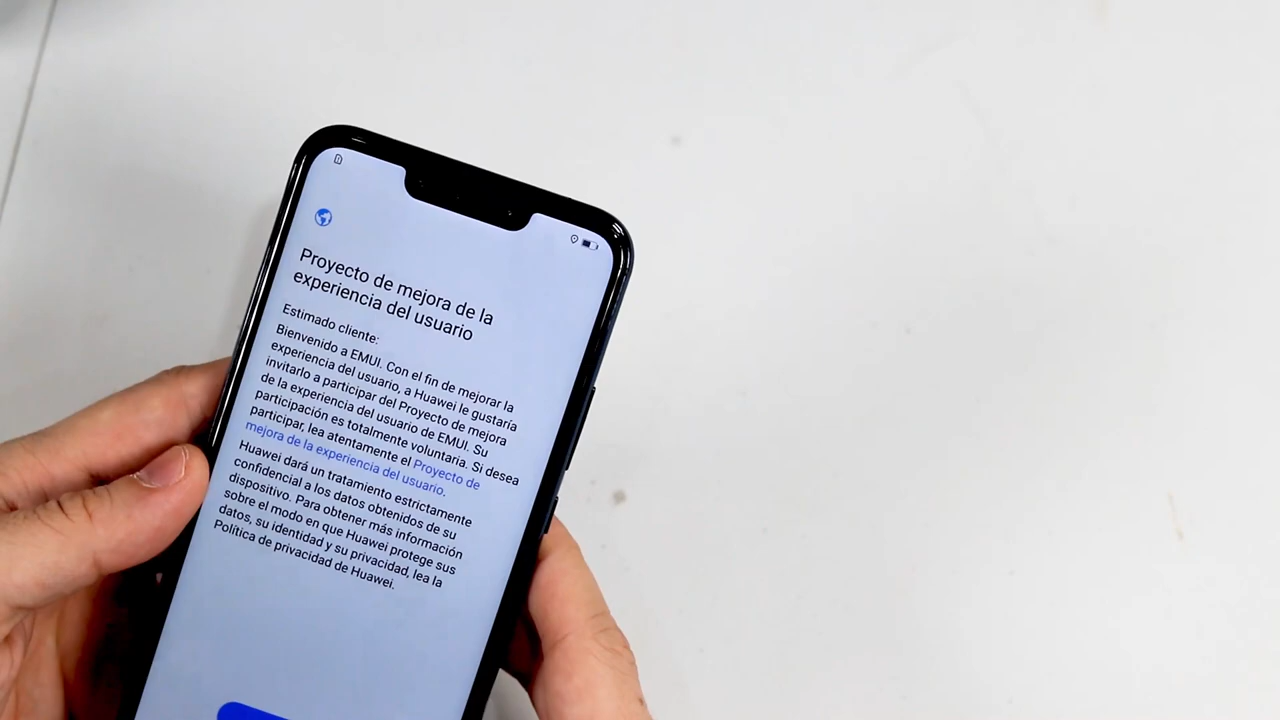 Proyecto de mejora de la
experiencia del usuario
Estimado cliente:
Bienvenido a EMUI. Con el fin de mejorar la
experiencia del usuario, a Huawei le gustaría
invitarlo a participar del Proyecto de mejora
de la experiencia del usuario de EMUI. Su
participación es totalmente voluntaria. Si desea
participar, lea atentamente el Proyecto de
mejora de la experiencia del usuario.
Huawei dará un tratamiento estrictamente
confidencial a los datos obtenidos de su
dispositivo. Para obtener más información
sobre el modo en que Huawei protege sus
datos, su identidad y su privacidad, lea la
Política de privacidad de Huawei.